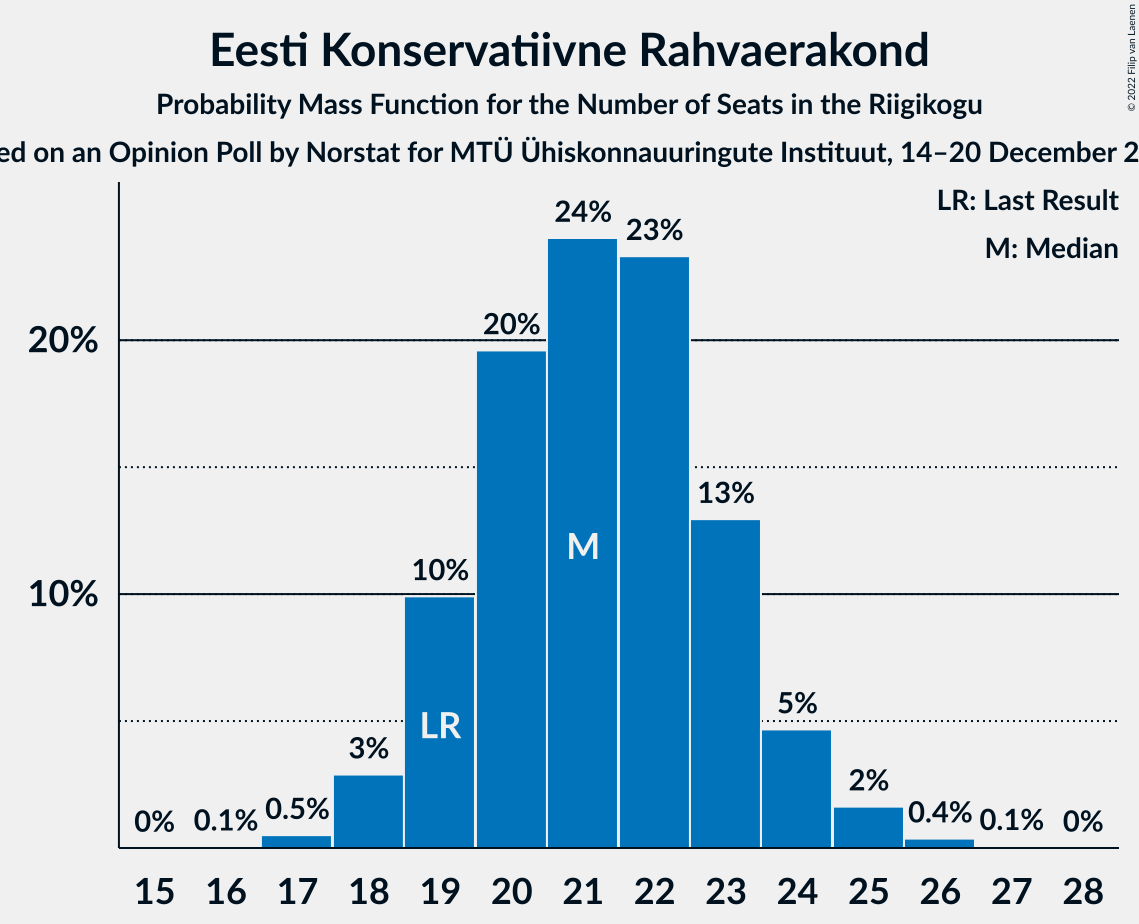 Eesti Konservatiivne Rahvaerakond
Probability Mass Function for the Number of Seats in the Riigikogu
on an Opinion Poll by Norstat for MTÜ Ühiskonnauuringute Instituut, 14–20 December
© 2022 Filip van Laenen
LR: Last Result
M: Median
24%
23%
20%
20%
13%
M
10%
10%
LR
5%
3%
2%
0%
0.1%
0.5%
0.4%
0.1%
0%
15 16 17 18 19 20 21 22 23 24 25 26 27 28